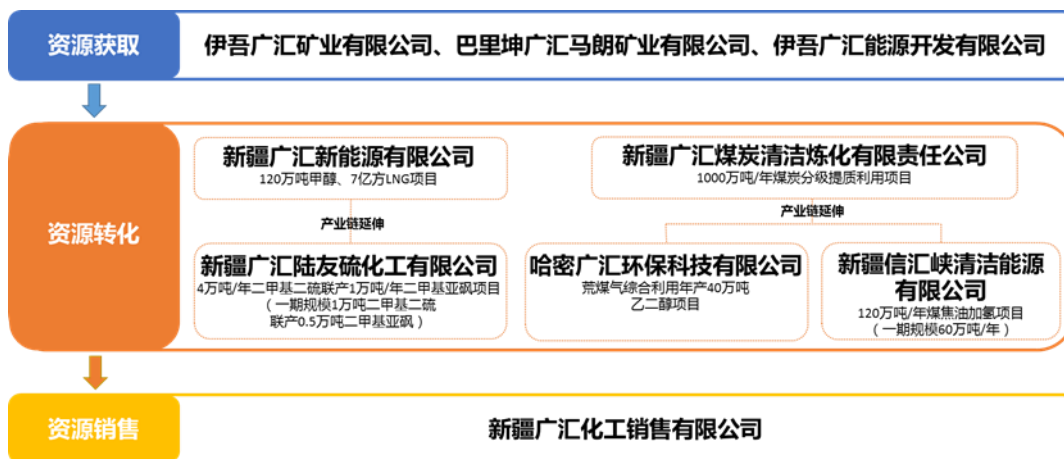 资源获取
伊吾广汇矿业有限公司、巴里坤广汇马朗矿业有限公司、伊吾广汇能源开发有限公司
资源转化
新疆广汇新能源有限公司
120万吨甲醇、7亿方LNG项目
产业链延伸
新疆广汇陆友硫化工有限公司
4万吨/年二甲基二硫联产1万吨/年二甲基亚砜项目
（一期规模1万吨二甲基二硫
联产0.5万吨二甲基亚砜）
新疆广汇煤炭清洁炼化有限责任公司
1000万吨/年煤炭分级提质利用项目
产业链延伸
哈密广汇环保科技有限公司
荒煤气综合利用年产40万吨
乙二醇项目
新疆信汇峡清洁能源
有限公司
120万吨/年煤焦油加氢项目
（一期规模60万吨/年）
资源销售
新疆广汇化工销售有限公司